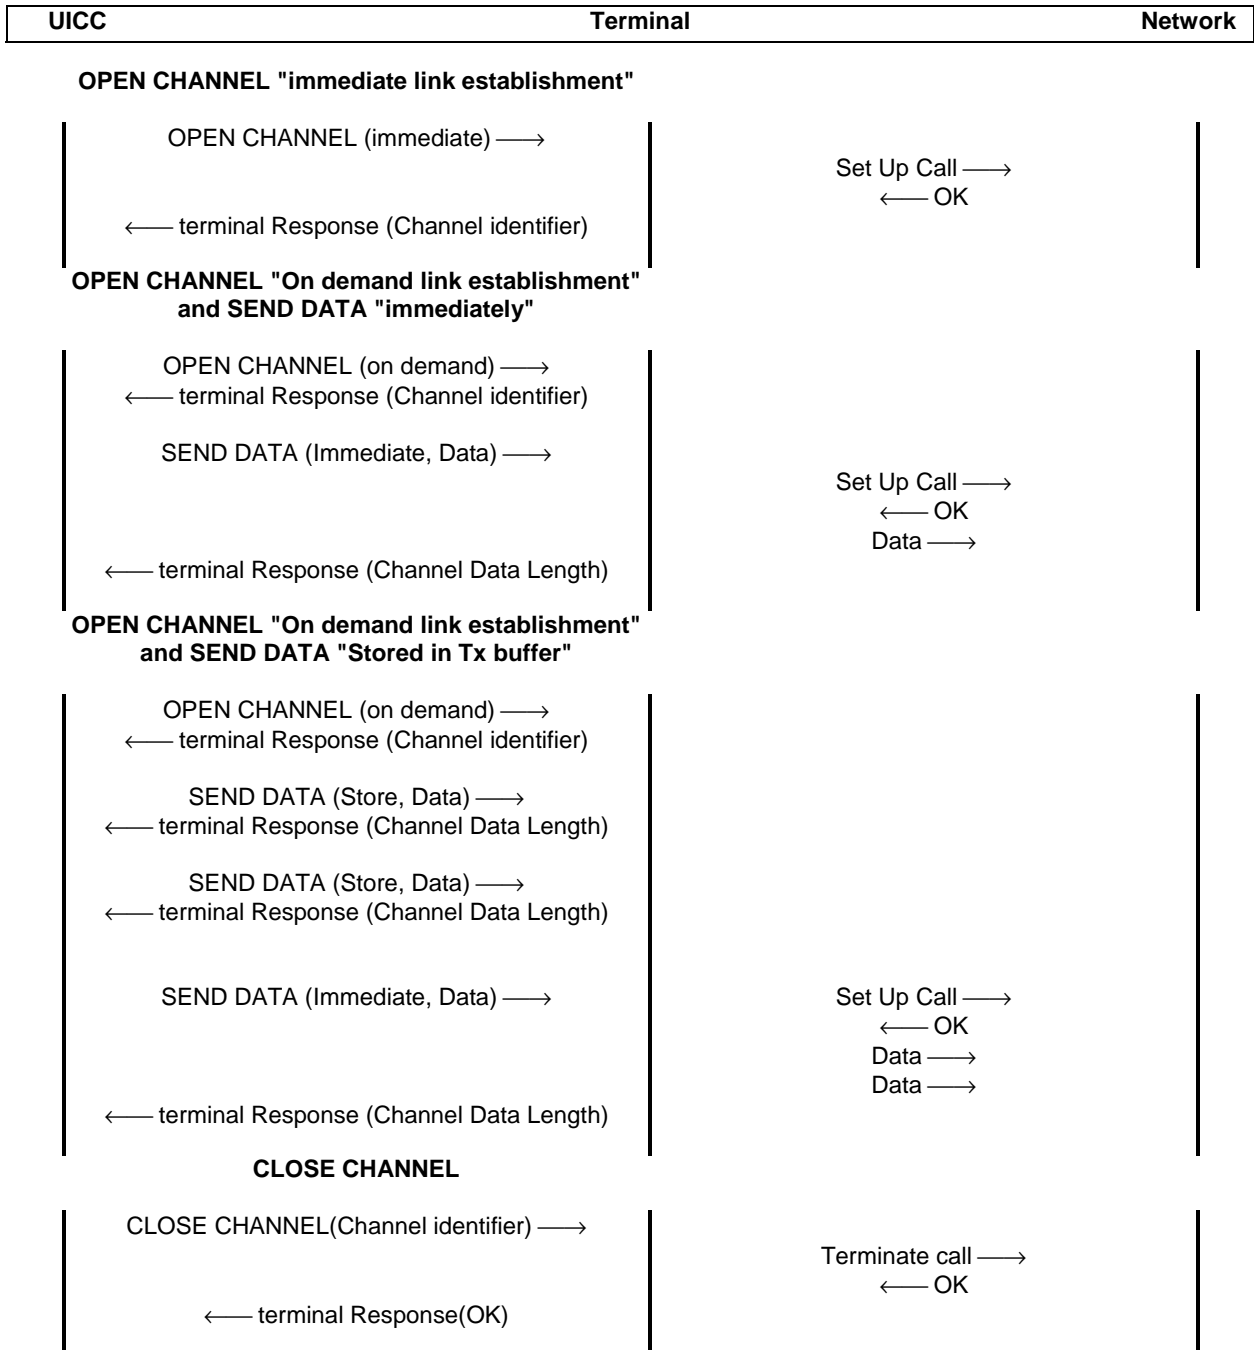 UICC Terminal Network
OPEN CHANNEL "immediate link establishment"
OPEN CHANNEL (immediate) ⟶
Set Up Call ⟶
⟵ OK
⟵ terminal Response (Channel identifier)
OPEN CHANNEL "On demand link establishment"
and SEND DATA "immediately"
OPEN CHANNEL (on demand) ⟶
⟵ terminal Response (Channel identifier)
SEND DATA (Immediate, Data) ⟶
Set Up Call ⟶
⟵ OK
Data ⟶
⟵ terminal Response (Channel Data Length)
OPEN CHANNEL "On demand link establishment"
and SEND DATA "Stored in Tx buffer"
OPEN CHANNEL (on demand) ⟶
⟵ terminal Response (Channel identifier)
SEND DATA (Store, Data) ⟶
⟵ terminal Response (Channel Data Length)
SEND DATA (Store, Data) ⟶
⟵ terminal Response (Channel Data Length)
SEND DATA (Immediate, Data) ⟶ Set Up Call ⟶
⟵ OK
Data ⟶
Data ⟶
⟵ terminal Response (Channel Data Length)
CLOSE CHANNEL
CLOSE CHANNEL(Channel identifier) ⟶
Terminate call ⟶
⟵ OK
⟵ terminal Response(OK)